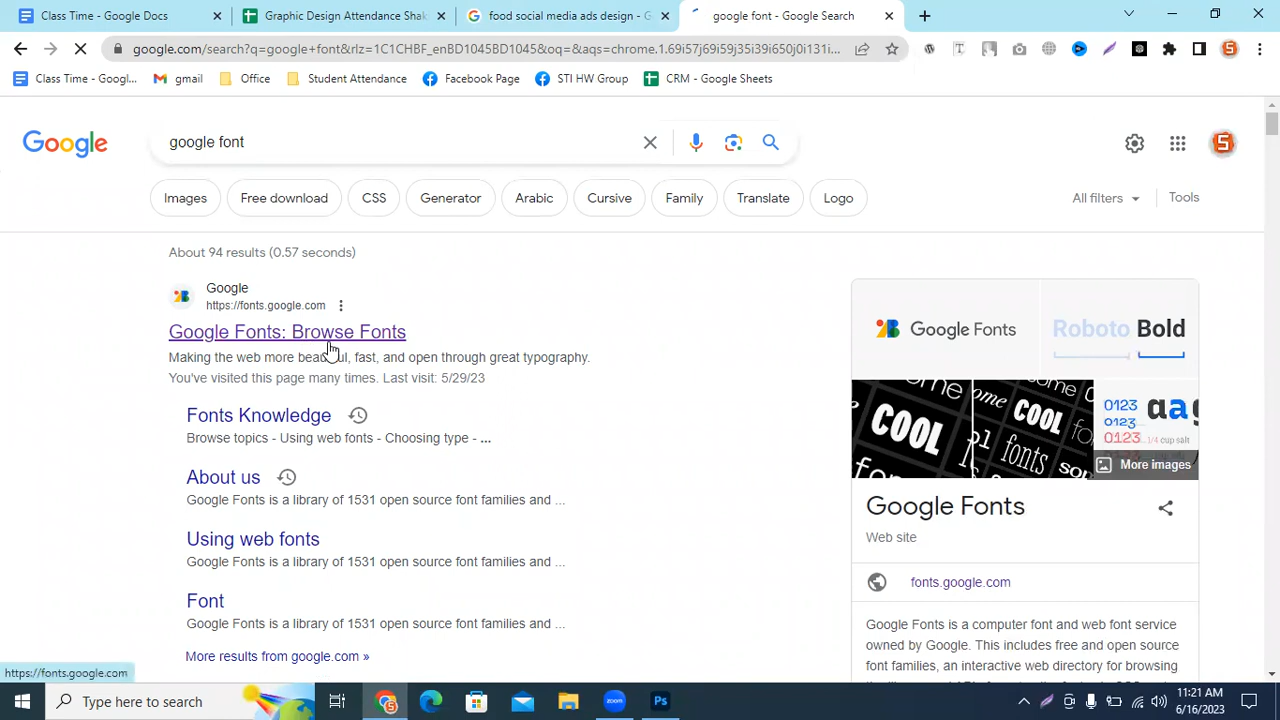 Class Time - Google Docs
Graphic Design Attendance Shak
food social media ads design - G
google font - Google Search
google.com/search?q=google+font&rlz=1C1CHBF_enBD1045BD1045&oq=&aqs=chrome.1.69i57j69i59j35i39i650j0i131i...
Class Time - Googl...
gmail
Office
Student Attendance
Facebook Page
STI HW Group
CRM - Google Sheets
Google
google font
Images
Free download
CSS
Generator
Arabic
Cursive
Family
Translate
Logo
All filters
Tools
About 94 results (0.57 seconds)
Google
https://fonts.google.com
Google Fonts: Browse Fonts
Making the web more beautiful, fast, and open through great typography.
You've visited this page many times. Last visit: 5/29/23
Fonts Knowledge
Browse topics - Using web fonts - Choosing type - ...
About us
Google Fonts is a library of 1531 open source font families and ...
Using web fonts
Google Fonts is a library of 1531 open source font families and ...
Font
Google Fonts is a library of 1531 open source font families and ...
More results from google.com »
Google Fonts
Roboto Bold
some
COOL
fonts
ome
COOL
fonts
0123
0123
0123
1/4 cup salt
More images
Google Fonts
Web site
fonts.google.com
Google Fonts is a computer font and web font service
owned by Google. This includes free and open source
font families, an interactive web directory for browsing
https://fonts.google.com
Type here to search
11:21 AM
6/16/2023